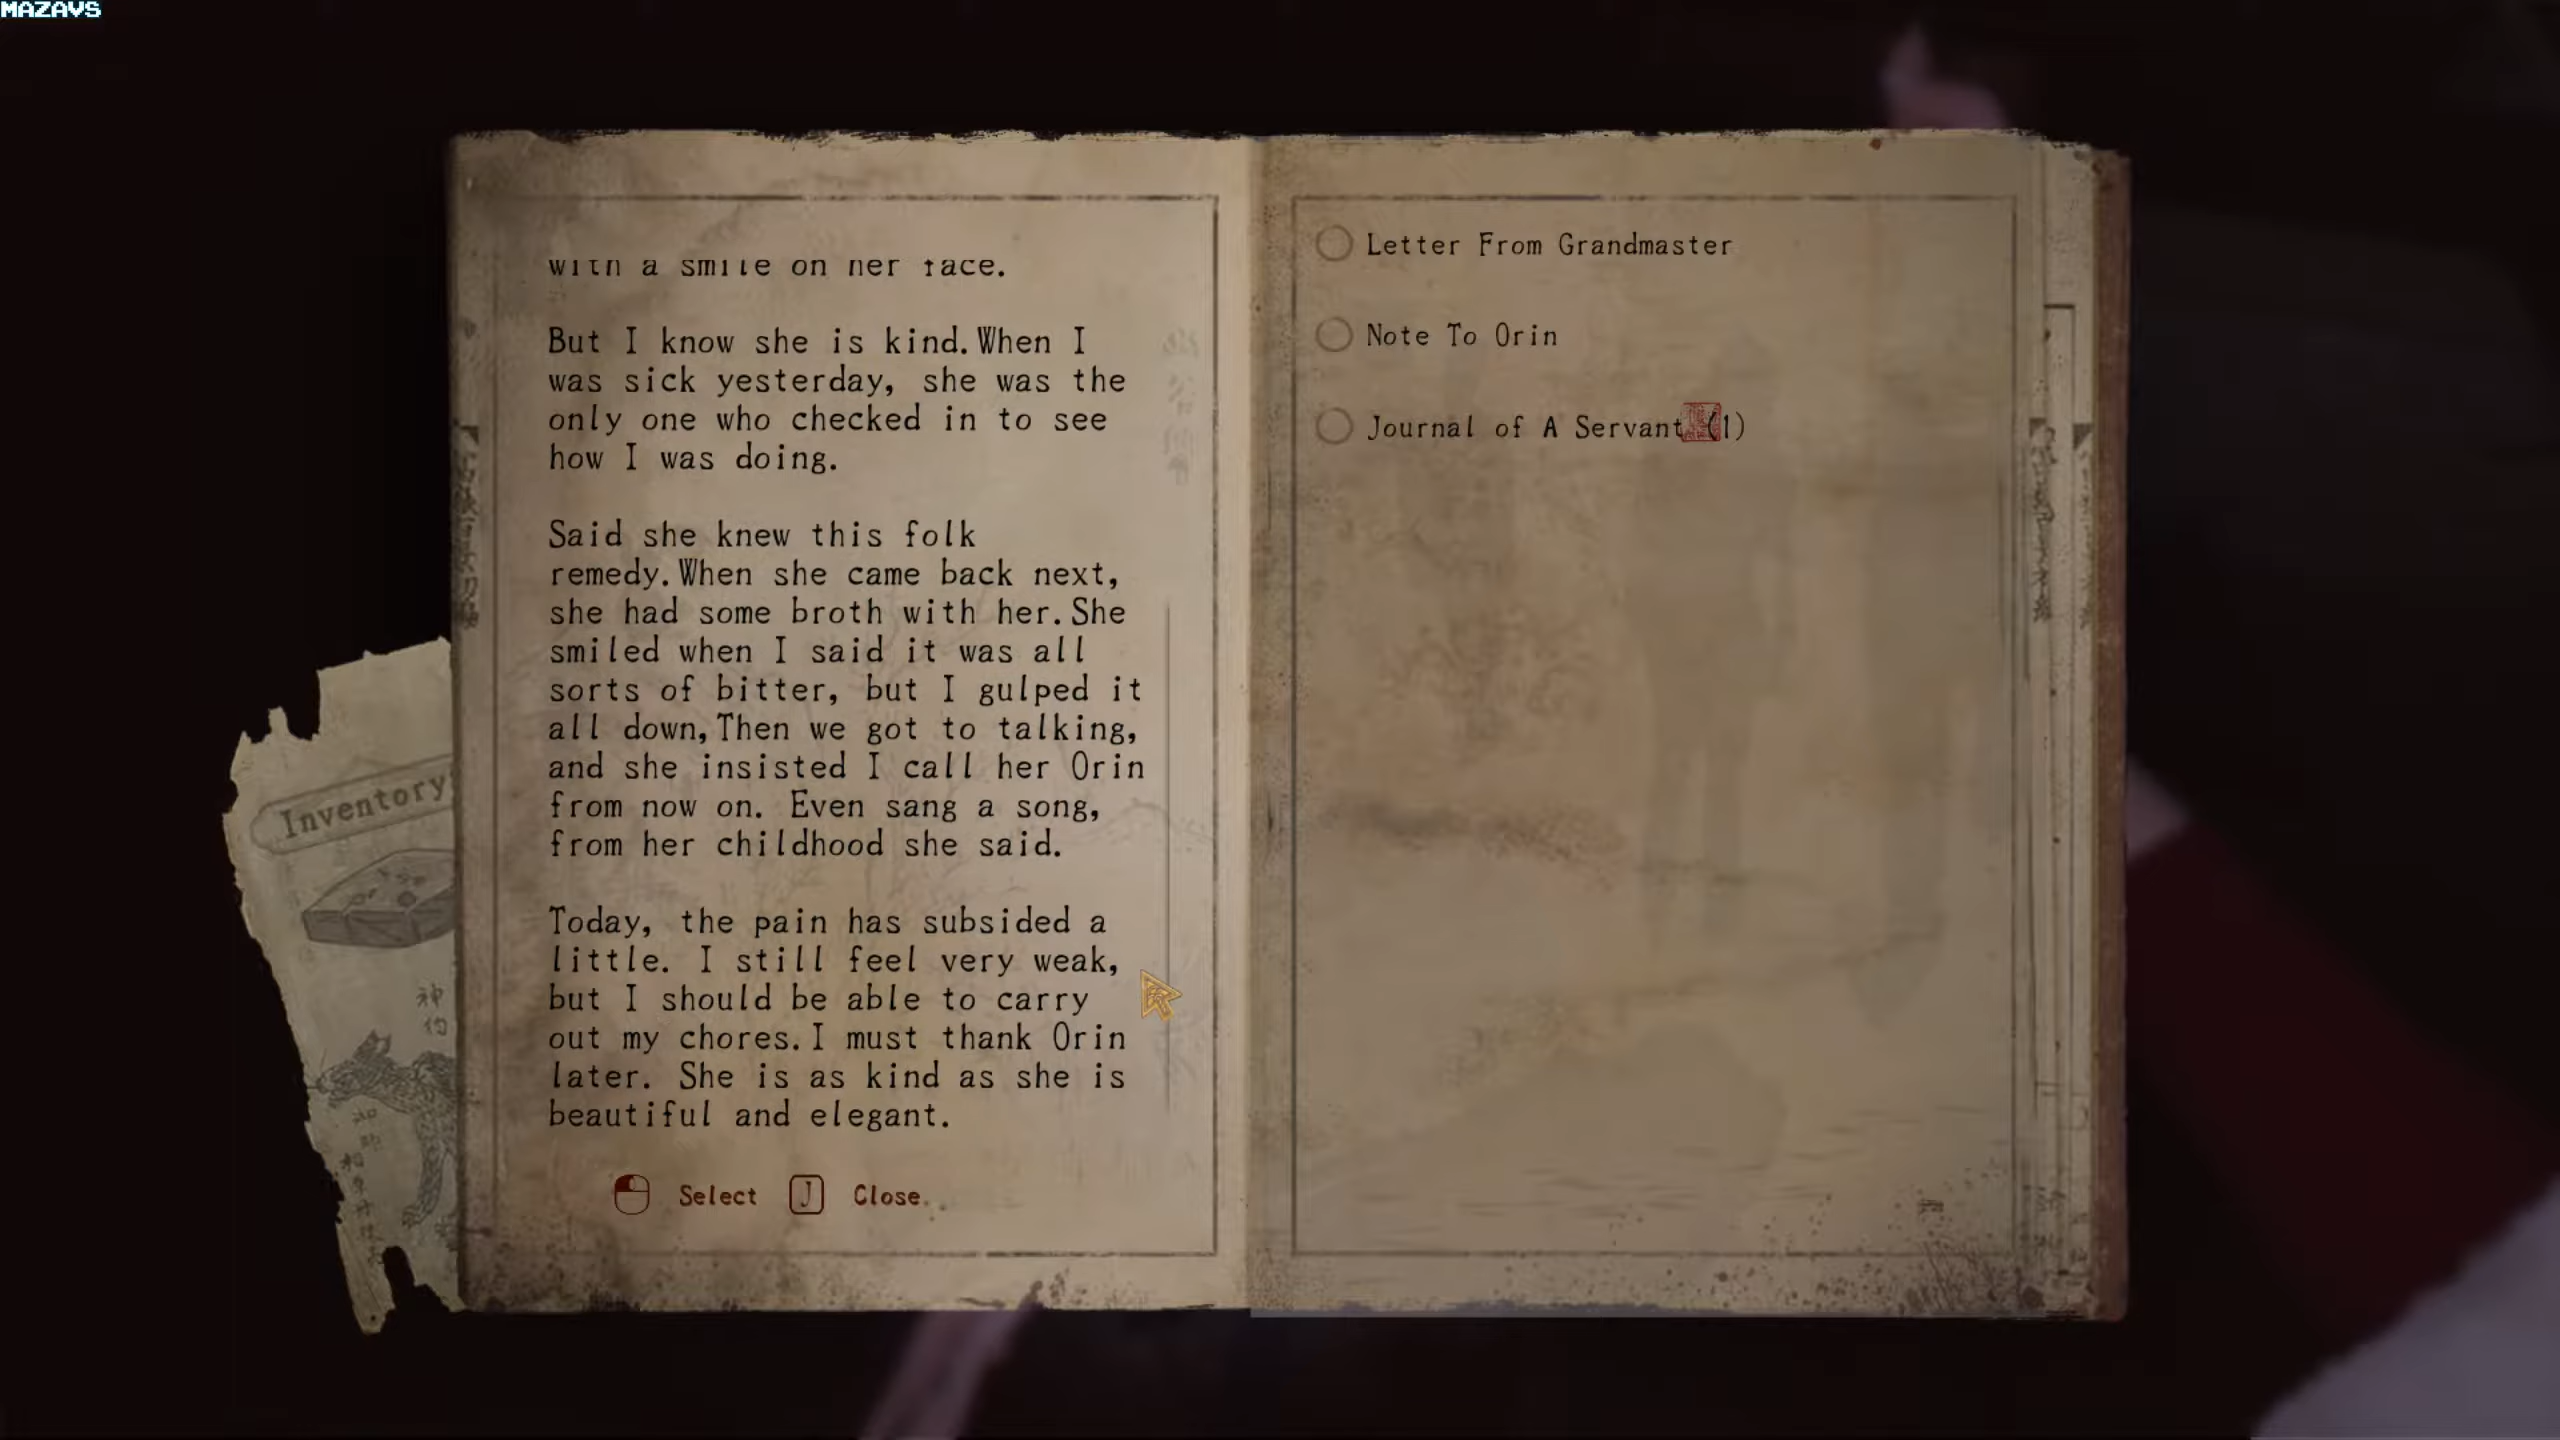 MAZAVS
with a smile on her face.
But I know she is kind.When I
was sick yesterday, she was the
only one who checked in to see
how I was doing.
Said she knew this folk
remedy.When she came back next,
she had some broth with her.She
smiled when I said it was all
sorts of bitter, but I gulped it
all down,Then we got to talking,
and she insisted I call her Orin
from now on. Even sang a song,
from her childhood she said.
Today, the pain has subsided a
little. I still feel very weak,
but I should be able to carry
out my chores.I must thank Orin
later. She is as kind as she is
beautiful and elegant.
Select J Close
Letter From Grandmaster
Note To Orin
Journal of A Servant (1)
Inventory